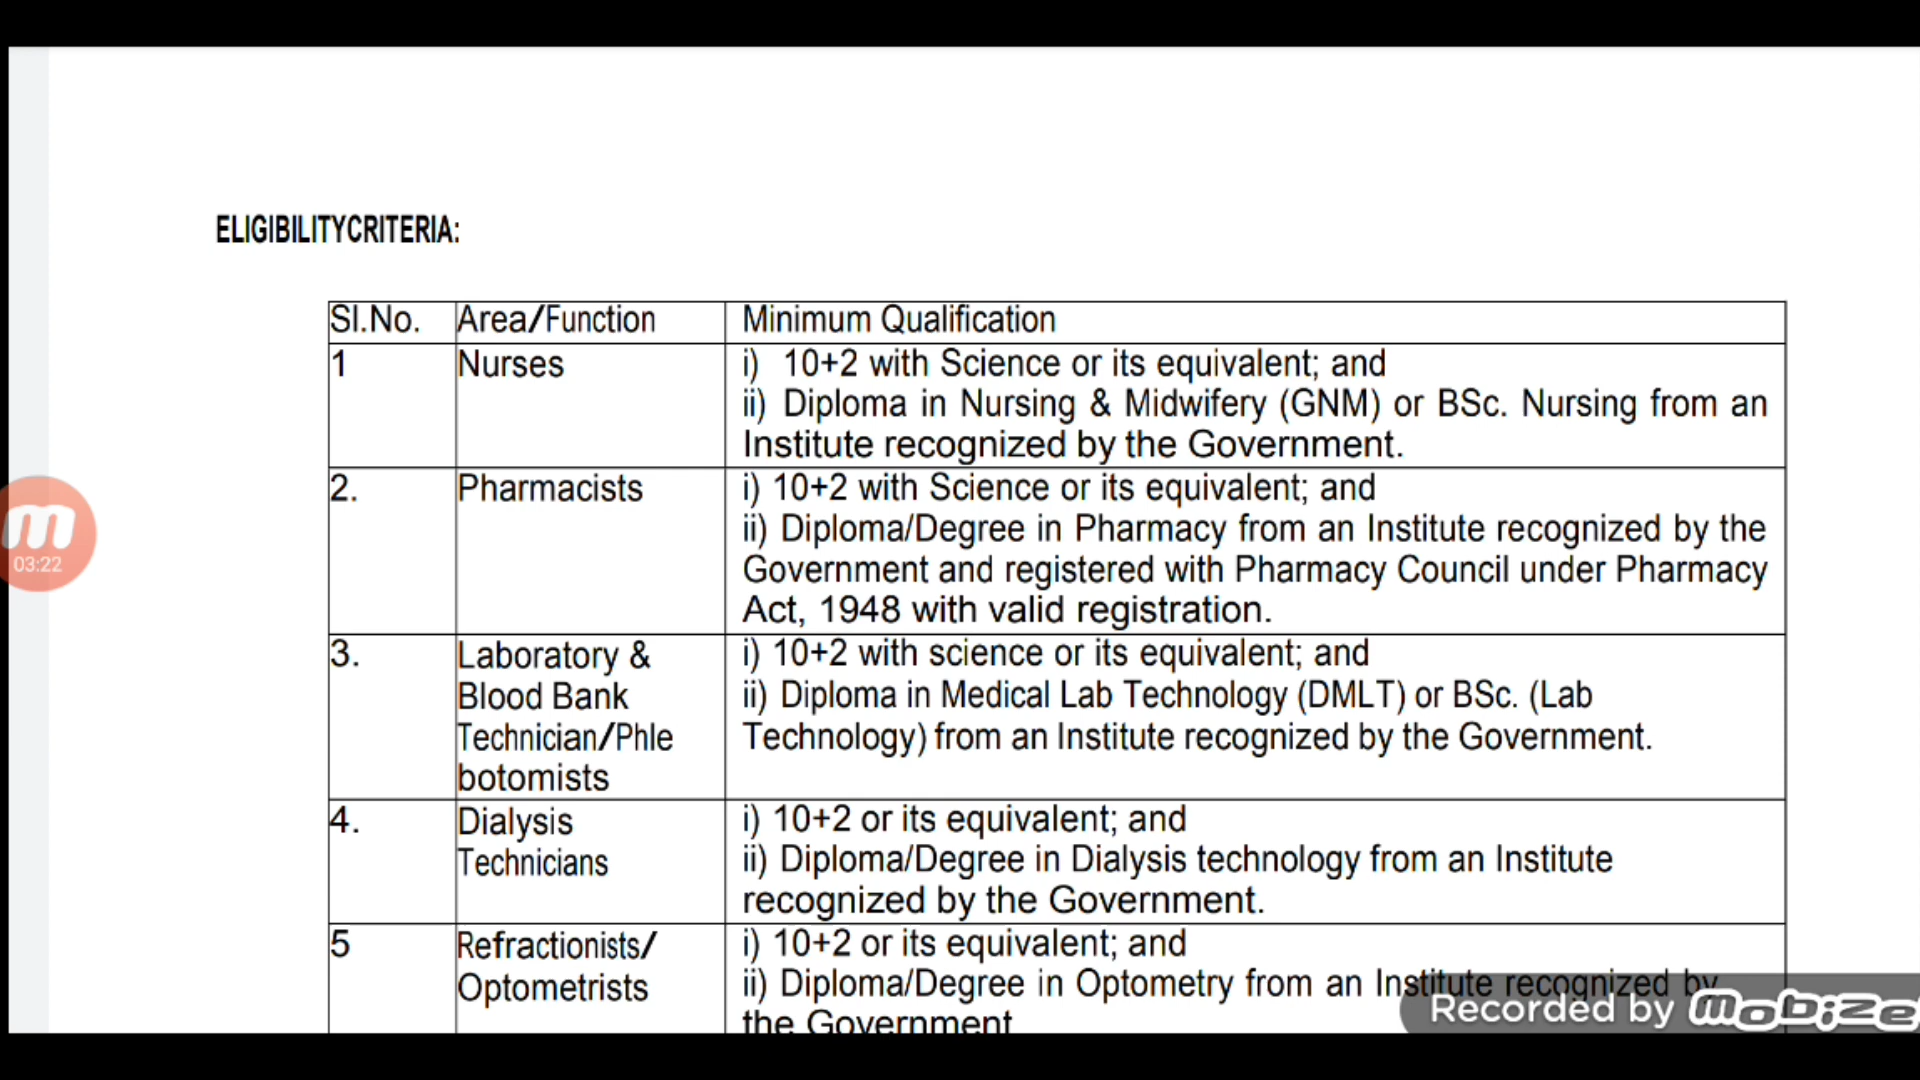 ELIGIBILITYCRITERIA:
Sl.No. Area/Function Minimum Qualification
1 Nurses i) 10+2 with Science or its equivalent; and
ii) Diploma in Nursing & Midwifery (GNM) or BSc. Nursing from an
Institute recognized by the Government.
2. Pharmacists i) 10+2 with Science or its equivalent; and
ii) Diploma/Degree in Pharmacy from an Institute recognized by the
Government and registered with Pharmacy Council under Pharmacy
Act, 1948 with valid registration.
3. Laboratory & i) 10+2 with science or its equivalent; and
Blood Bank ii) Diploma in Medical Lab Technology (DMLT) or BSc. (Lab
Technician/Phle Technology) from an Institute recognized by the Government.
botomists
4. Dialysis i) 10+2 or its equivalent; and
Technicians ii) Diploma/Degree in Dialysis technology from an Institute
recognized by the Government.
5 Refractionists/ i) 10+2 or its equivalent; and
Optometrists ii) Diploma/Degree in Optometry from an Institute recognized by
the Government
m
03:22
Recorded by mobize